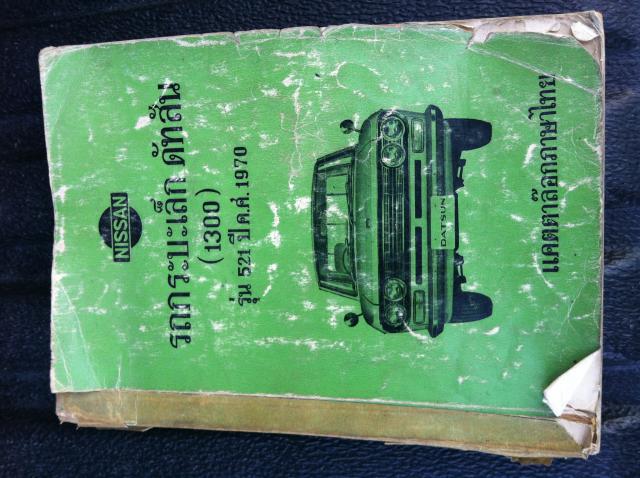 NISSAN
รถกระบะเล็ก ดัทสัน
(1300)
รุ่น 521 ปี ค.ศ. 1970
DATSUN
แคตตาล๊อกภาษาไทย